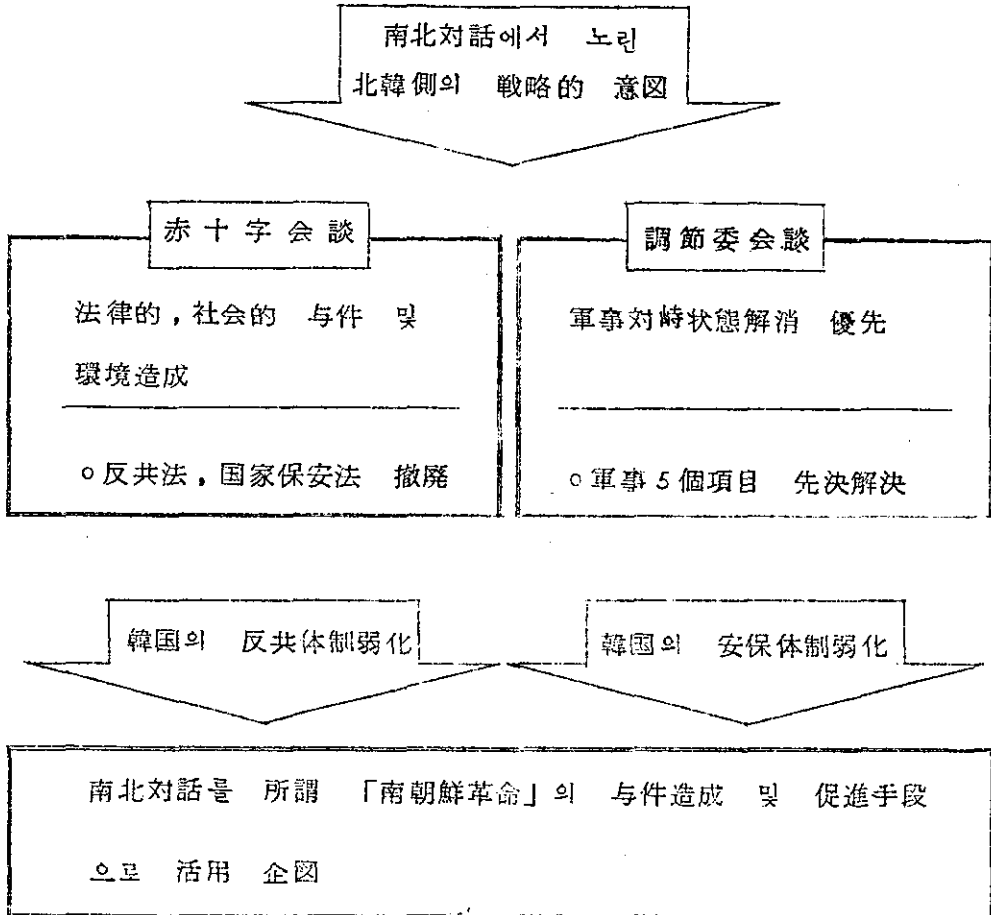 南北対話에서 노린
北韓側의 戦略的 意図
赤十字会談
法律的，社会的 与件 및
環境造成
○反共法，国家保安法 撤廃
調節委会談
軍事対峙状態解消 優先
○軍事5個項目 先決解決
韓国의 反共体制弱化
韓国의 安保体制弱化
南北対話를 所謂 「南朝鮮革命」의 与件造成 및 促進手段
으로 活用 企図